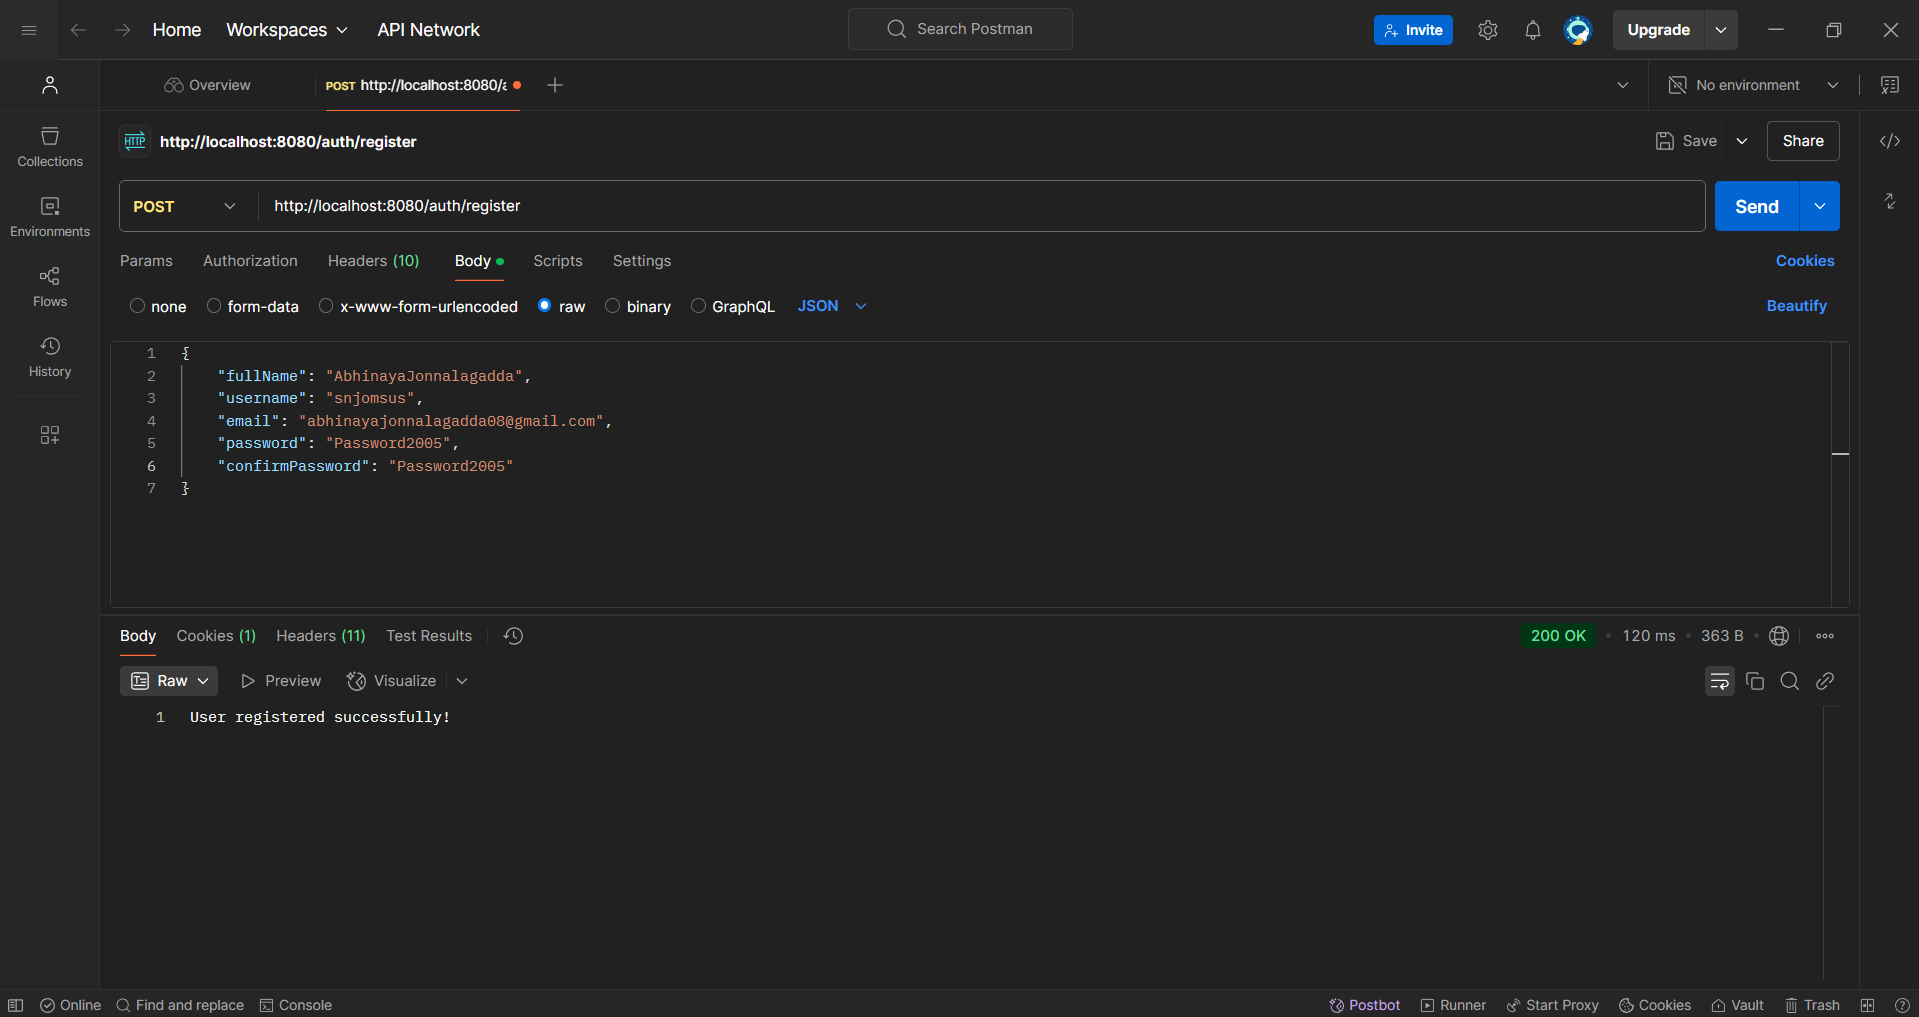 Home Workspaces API Network Search Postman Invite Upgrade
Overview POST http://localhost:8080/a No environment
HTTP http://localhost:8080/auth/register Save Share
Collections
POST http://localhost:8080/auth/register Send
Environments
Params Authorization Headers (10) Body Scripts Settings Cookies
Flows
none form-data x-www-form-urlencoded raw binary GraphQL JSON Beautify
History
1 {
2 "fullName": "AbhinayaJonnalagadda",
3 "username": "snjomsus",
4 "email": "abhinayajonnalagadda08@gmail.com",
5 "password": "Password2005",
6 "confirmPassword": "Password2005"
7 }
Body Cookies (1) Headers (11) Test Results 200 OK • 120 ms • 363 B •
Raw Preview Visualize
1 User registered successfully!
Online Find and replace Console Postbot Runner Start Proxy Cookies Vault Trash